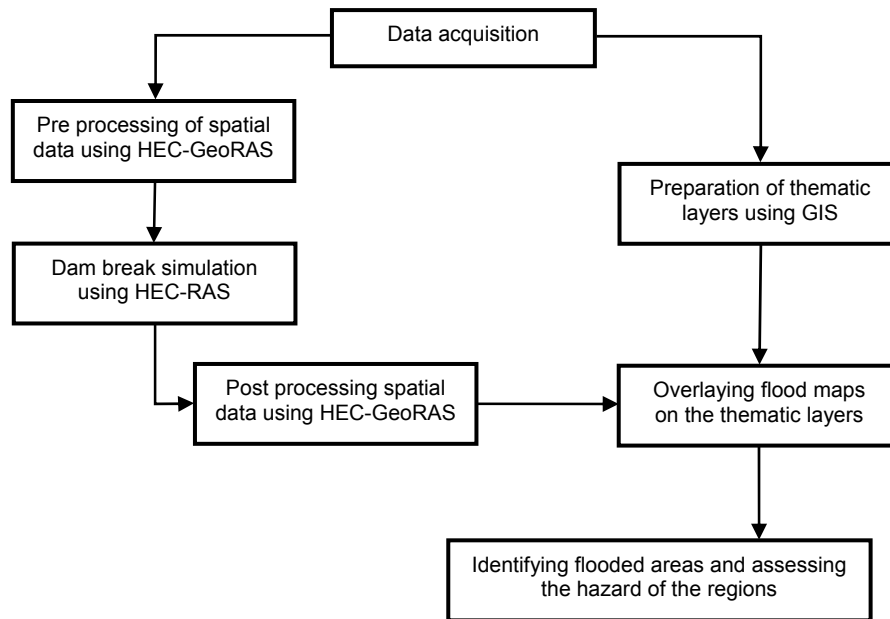 Data acquisition
Pre processing of spatial
data using HEC-GeoRAS
Preparation of thematic
layers using GIS
Dam break simulation
using HEC-RAS
Post processing spatial
data using HEC-GeoRAS
Overlaying flood maps
on the thematic layers
Identifying flooded areas and assessing
the hazard of the regions